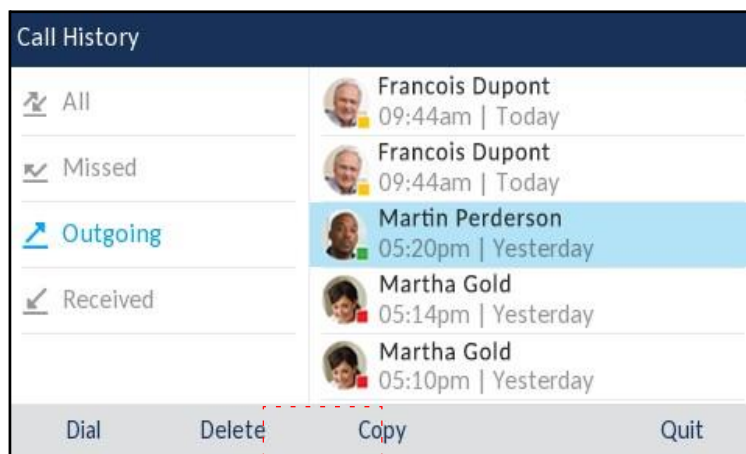 Call History
All
Missed
Outgoing
Received
Francois Dupont
09:44am | Today
Francois Dupont
09:44am | Today
Martin Perderson
05:20pm | Yesterday
Martha Gold
05:14pm | Yesterday
Martha Gold
05:10pm | Yesterday
Dial Delete Copy Quit